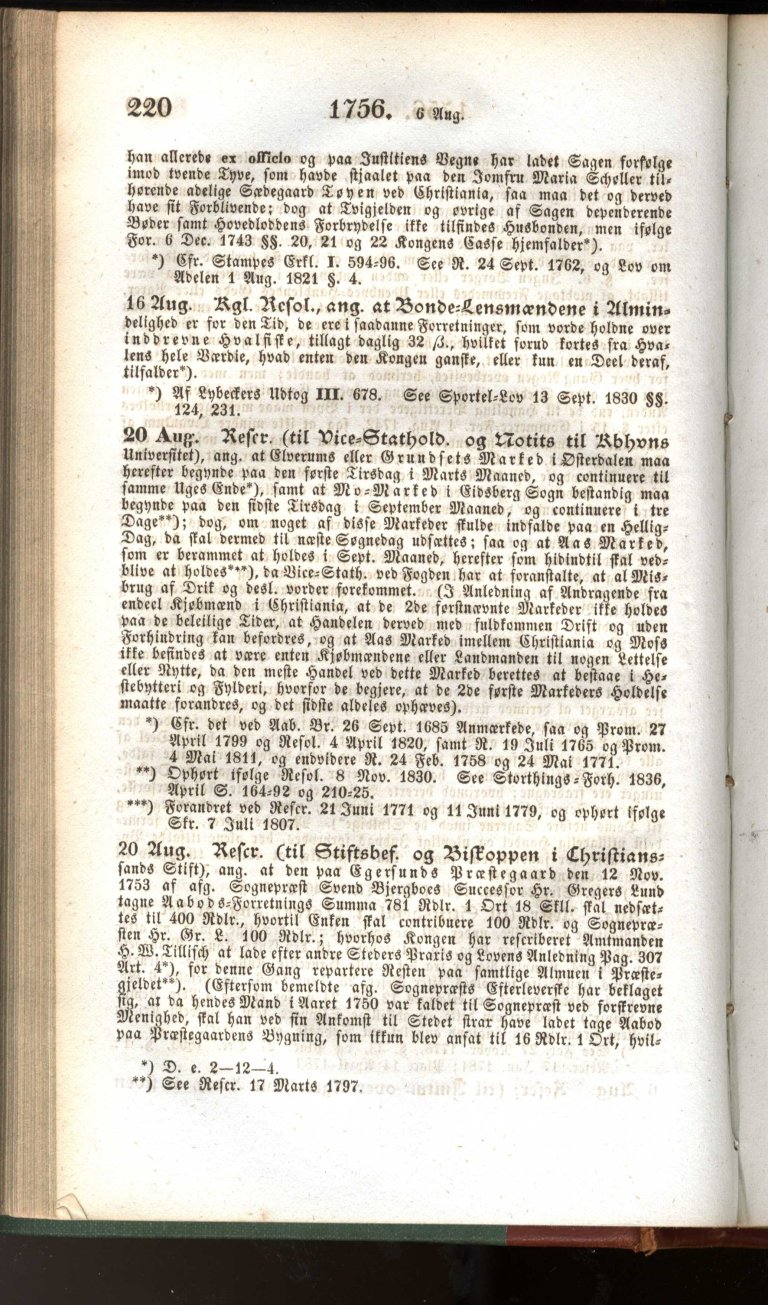 220 1756. 6 Aug.
han allerede ex officio og paa Justitiens Vegne har ladet Sagen forfølge
imod tvende Tyve, som havde stjaalet paa den Jomfru Maria Schøller til-
hørende adelige Sædegaard Tøyen ved Christiania, saa maa det og derved
have sit Forblivende; dog at Tvigjelden og øvrige af Sagen dependerende
Bøder samt Hovedloddens Forbrydelse ikke tilfindes Husbonden, men ifølge
For. 6 Dec. 1743 §§. 20, 21 og 22 Kongens Casse hjemfalder*).
*) Cfr. Stampes Erkl. I. 594-96. See R. 24 Sept. 1762, og Lov om
Adelen 1 Aug. 1821 §. 4.
16 Aug. Kgl. Resol., ang. at Bonde-Lensmændene i Almin-
delighed er for den Tid, de ere i saadanne Forretninger, som vorde holdne over
inddrevne Hvalfiske, tillagt daglig 32 ß., hvilket forud kortes fra Hva-
lens hele Værdie, hvad enten den Kongen ganske, eller kun en Deel deraf,
tilfalder*).
*) Af Lybeckers Udtog III. 678. See Sportel-Lov 13 Sept. 1830 §§.
124, 231.
20 Aug. Rescr. (til Vice-Stathold. og Notits til Kbhvns
Universitet), ang. at Elverums eller Grundsets Marked i Østerdalen maa
herefter begynde paa den første Tirsdag i Marts Maaned, og continuere til
samme Uges Ende*), samt at Mo-Marked i Eidsberg Sogn bestandig maa
begynde paa den sidste Tirsdag i September Maaned, og continuere i tre
Dage**); dog, om noget af disse Markeder skulde indfalde paa en Hellig-
Dag, da skal dermed til næste Søgnedag udsættes; saa og at Aas Marked,
som er berammet at holdes i Sept. Maaned, herefter som hidindtil skal ved-
blive at holdes***), da Vice-Stath. ved Fogden har at foranstalte, at al Mis-
brug af Drik og desl. vorder forekommet. (I Anledning af Andragende fra
endeel Kjøbmænd i Christiania, at de 2de førstnævnte Markeder ikke holdes
paa de beleilige Tider, at Handelen derved med fuldkommen Drift og uden
Forhindring kan befordres, og at Aas Marked imellem Christiania og Moss
ikke befindes at være enten Kjøbmændene eller Landmanden til nogen Lettelse
eller Nytte, da den meste Handel ved dette Marked berettes at bestaae i He-
stebytteri og Fylderi, hvorfor de begjere, at de 2de første Markeders Holdelse
maatte forandres, og det sidste aldeles ophæves).
*) Cfr. det ved Aab. Br. 26 Sept. 1685 Anmærkede, saa og Prom. 27
April 1799 og Resol. 4 April 1820, samt R. 19 Juli 1765 og Prom.
4 Mai 1811, og endvidere R. 24 Feb. 1758 og 24 Mai 1771.
**) Ophørt ifølge Resol. 8 Nov. 1830. See Storthings-Forh. 1836,
April S. 164-92 og 210-25.
***) Forandret ved Rescr. 21 Juni 1771 og 11 Juni 1779, og ophørt ifølge
Skr. 7 Juli 1807.
20 Aug. Rescr. (til Stiftsbef. og Biskoppen i Christians-
sands Stift), ang. at den paa Egersunds Præstegaard den 12 Nov.
1753 af afg. Sognepræst Svend Bjergboes Successor Hr. Gregers Lund
tagne Aabods-Forretnings Summa 781 Rdlr. 1 Ort 18 Skll. skal nedsæt-
tes til 400 Rdlr., hvortil Enken skal contribuere 100 Rdlr. og Sognepræ-
sten Hr. Gr. L. 100 Rdlr.; hvorhos Kongen har rescriberet Amtmanden
H. W. Tillisch at lade efter andre Steders Praxis og Lovens Anledning Pag. 307
Art. 4*), for denne Gang repartere Resten paa samtlige Almuen i Præste-
gjeldet**). (Eftersom bemeldte afg. Sognepræsts Efterleverske har beklaget
sig, at da hendes Mand i Aaret 1750 var kaldet til Sognepræst ved forskrevne
Menighed, skal han ved sin Ankomst til Stedet strax have ladet tage Aabod
paa Præstegaardens Bygning, som ikkun blev ansat til 16 Rdlr. 1 Ort, hvil-
*) D. e. 2—12—4.
**) See Rescr. 17 Marts 1797.